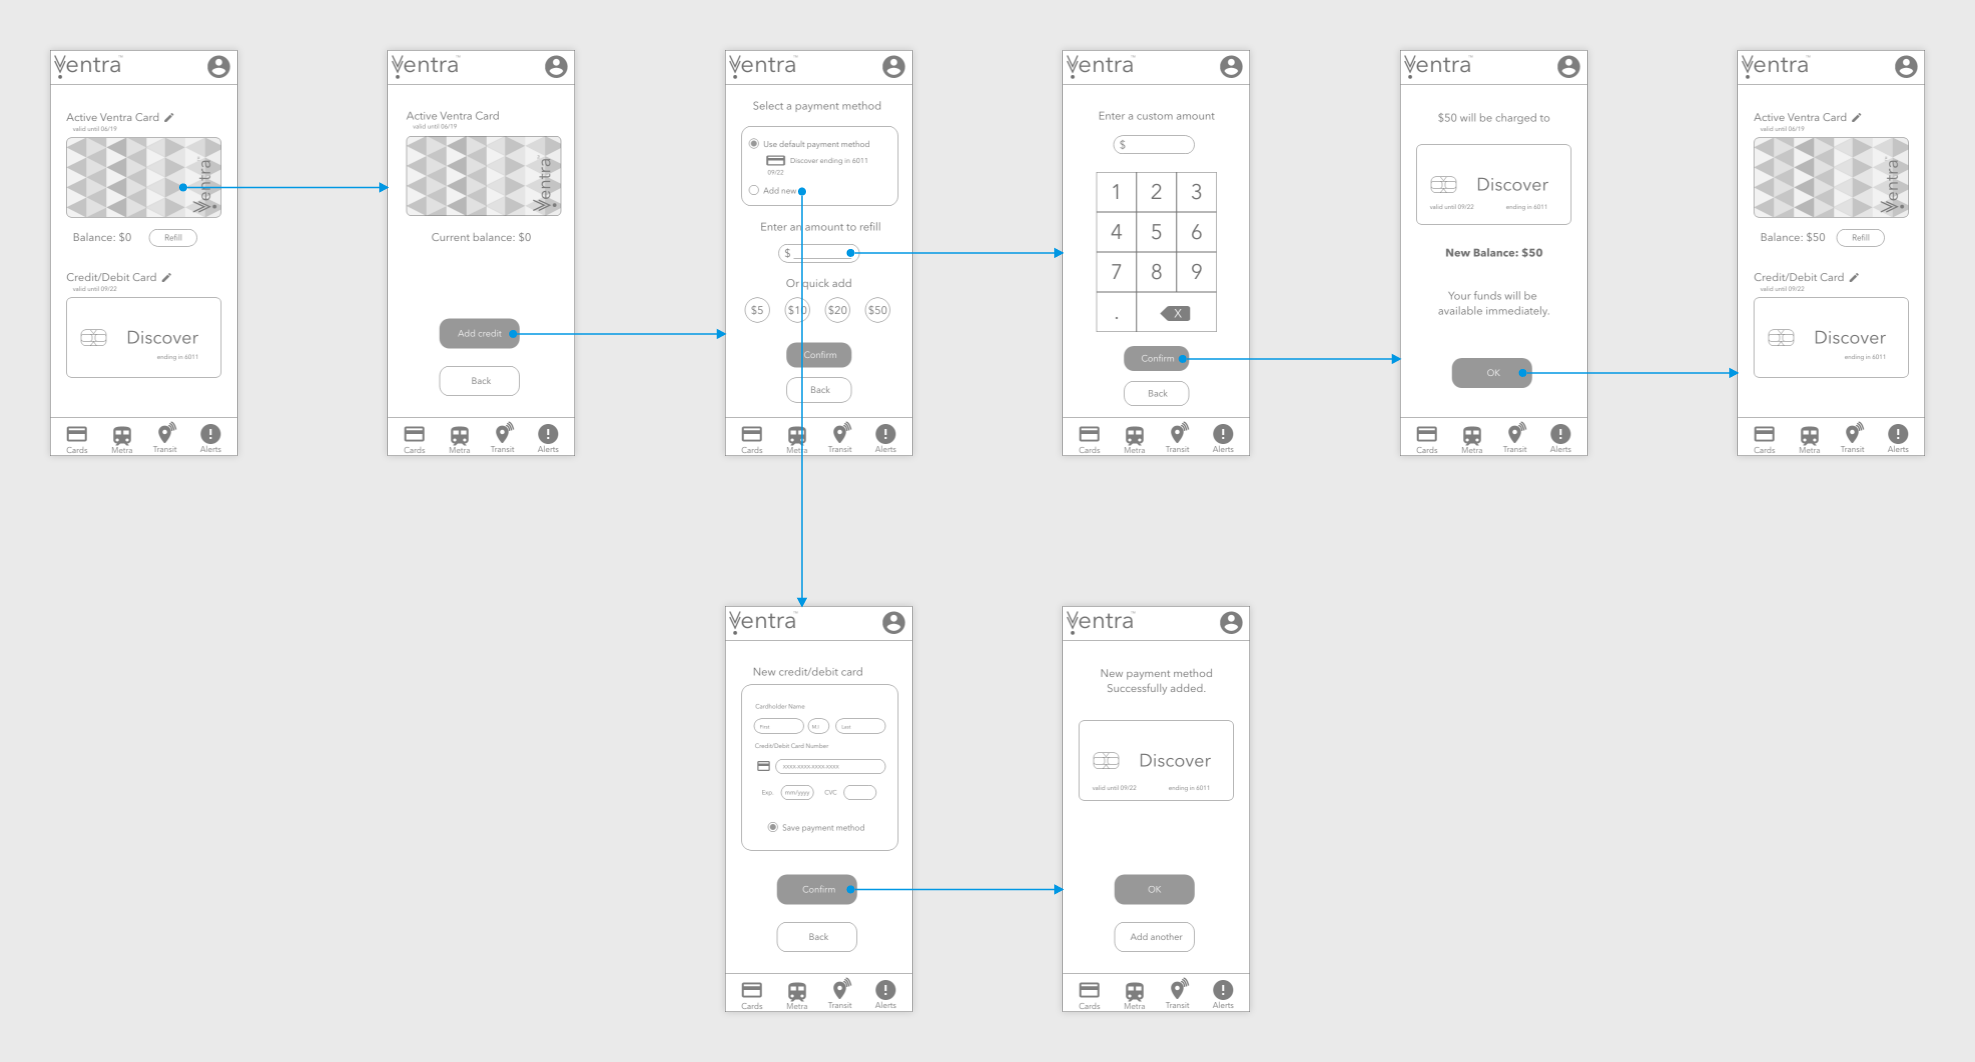 Ventra™
Active Ventra Card
valid until 06/19
Ventra
Balance: $0 Refill
Credit/Debit Card
valid until 09/22
Discover
ending in 6011
Cards Metra Transit Alerts
Ventra™
Active Ventra Card
valid until 06/19
Ventra
Current balance: $0
Add credit
Back
Cards Metra Transit Alerts
Ventra™
Select a payment method
Use default payment method
Discover ending in 6011
09/22
Add new
Enter an amount to refill
$
Or quick add
$5 $10 $20 $50
Confirm
Back
Cards Metra Transit Alerts
Ventra™
Enter a custom amount
$
1 2 3
4 5 6
7 8 9
. X
Confirm
Back
Cards Metra Transit Alerts
Ventra™
$50 will be charged to
Discover
valid until 09/22 ending in 6011
New Balance: $50
Your funds will be
available immediately.
OK
Cards Metra Transit Alerts
Ventra™
Active Ventra Card
valid until 06/19
Ventra
Balance: $50 Refill
Credit/Debit Card
valid until 09/22
Discover
ending in 6011
Cards Metra Transit Alerts
Ventra™
New credit/debit card
Cardholder Name
First M.I Last
Credit/Debit Card Number
xxxx-xxxx-xxxx-xxxx
Exp. mm/yyyy CVC
Save payment method
Confirm
Back
Cards Metra Transit Alerts
Ventra™
New payment method
Successfully added.
Discover
valid until 09/22 ending in 6011
OK
Add another
Cards Metra Transit Alerts